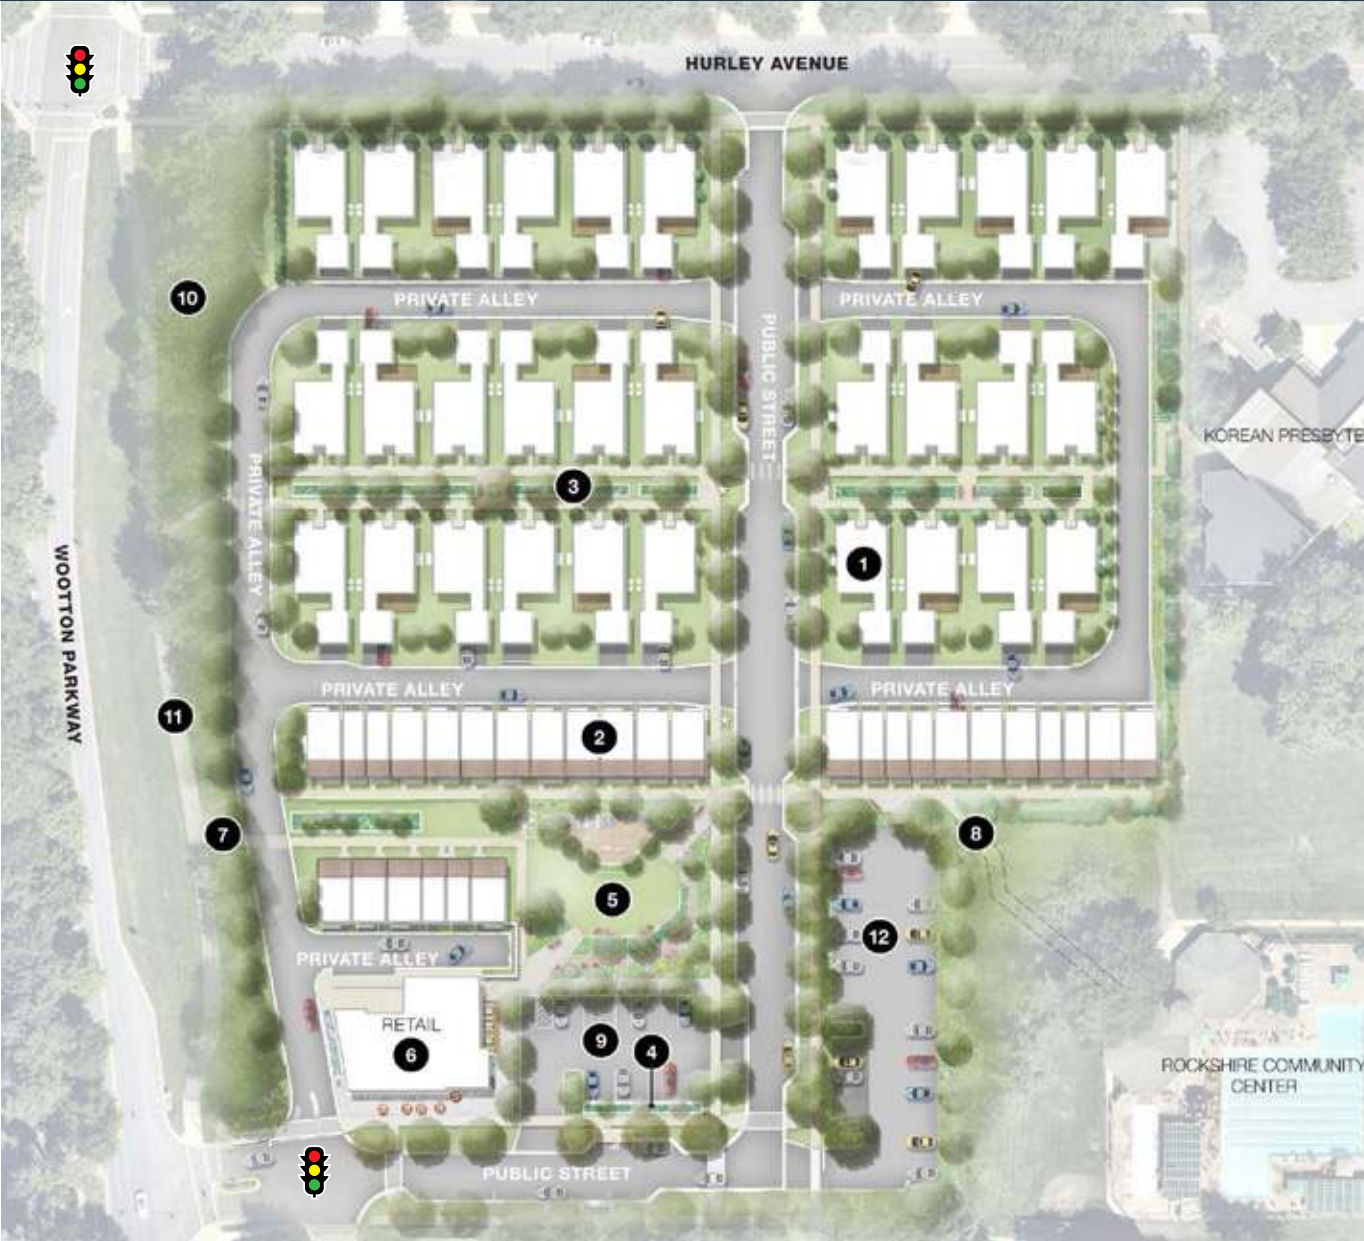 HURLEY AVENUE
10
PRIVATE ALLEY
PRIVATE ALLEY
PUBLIC STREET
KOREAN PRESBYTE
3
PRIVATE ALLEY
1
WOOTTON PARKWAY
PRIVATE ALLEY
PRIVATE ALLEY
11
2
7
8
5
12
PRIVATE ALLEY
RETAIL
6
9
4
ROCKSHIRE COMMUNITY
CENTER
PUBLIC STREET